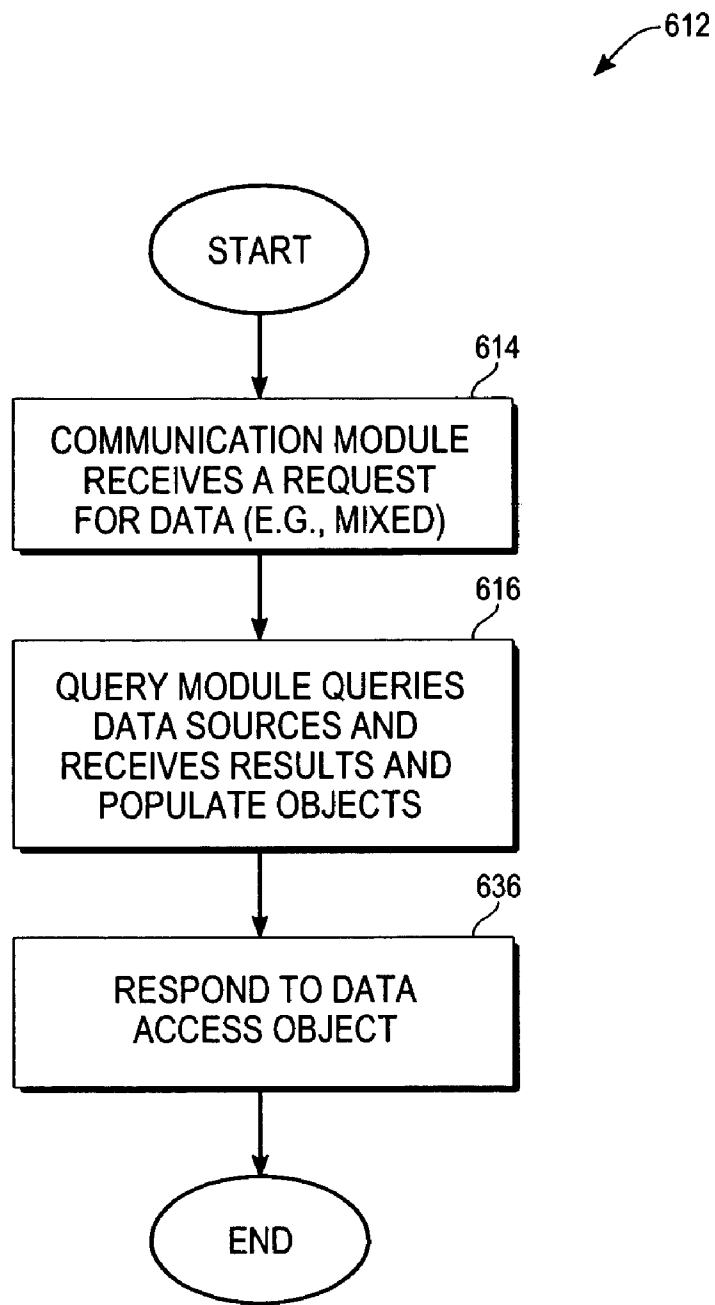 612
START
614
COMMUNICATION MODULE
RECEIVES A REQUEST
FOR DATA (E.G., MIXED)
616
QUERY MODULE QUERIES
DATA SOURCES AND
RECEIVES RESULTS AND
POPULATE OBJECTS
636
RESPOND TO DATA
ACCESS OBJECT
END